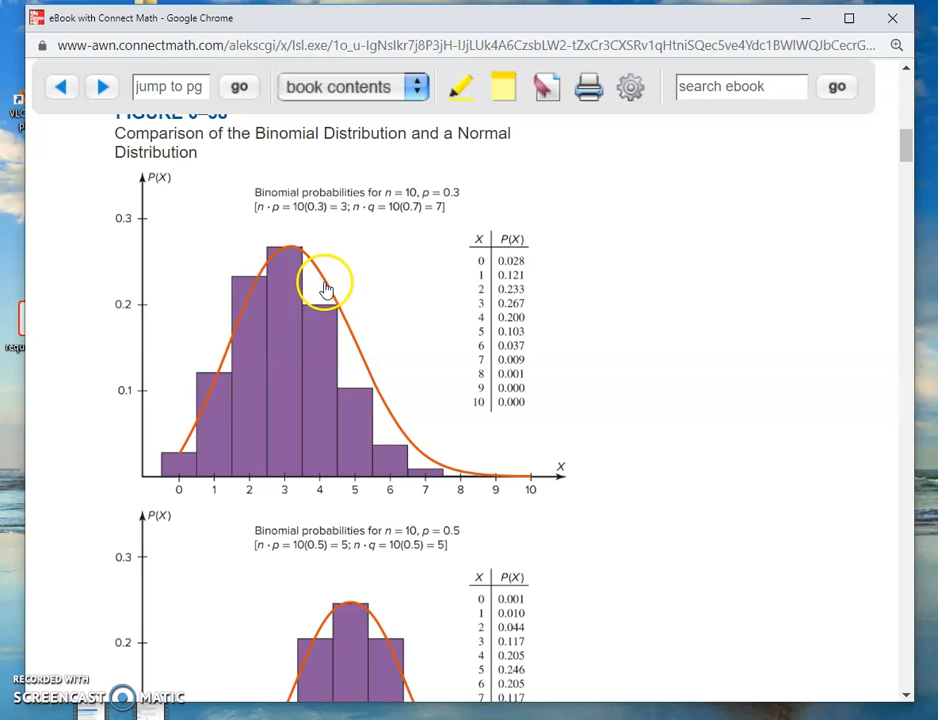 eBook with Connect Math - Google Chrome
www-awn.connectmath.com/alekscgi/x/Isl.exe/1o_u-IgNsIkr7j8P3jH-lJjLUk4A6CzsbLW2-tZxCr3CXSRv1qHtniSQec5ve4Ydc1BWlWQJbCecrG...
jump to pg
go
book contents
search ebook
go
Comparison of the Binomial Distribution and a Normal
Distribution
P(X)
Binomial probabilities for n = 10, p = 0.3
[n · p = 10(0.3) = 3; n · q = 10(0.7) = 7]
0.3
0.2
0.1
0 1 2 3 4 5 6 7 8 9 10
X
X P(X)
0 0.028
1 0.121
2 0.233
3 0.267
4 0.200
5 0.103
6 0.037
7 0.009
8 0.001
9 0.000
10 0.000
P(X)
Binomial probabilities for n = 10, p = 0.5
[n · p = 10(0.5) = 5; n · q = 10(0.5) = 5]
0.3
0.2
X P(X)
0 0.001
1 0.010
2 0.044
3 0.117
4 0.205
5 0.246
6 0.205
7 0.117
RECORDED WITH
SCREENCAST MATIC